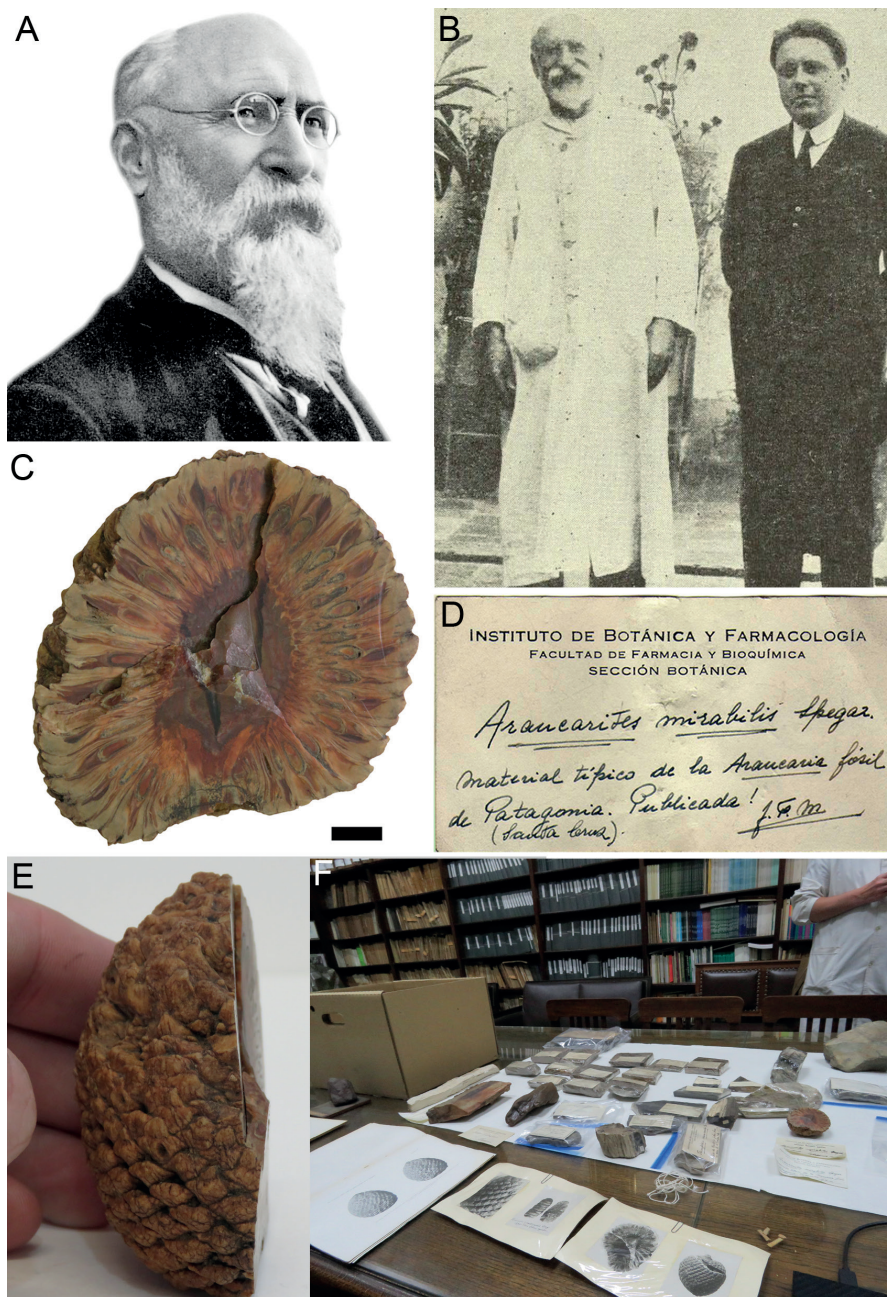 A
B
C
D
INSTITUTO DE BOTÁNICA Y FARMACOLOGÍA
FACULTAD DE FARMACIA Y BIOQUÍMICA
SECCIÓN BOTÁNICA
Araucarites mirabilis Spegaz.
material típico de la Araucaria fósil
de Patagonia. Publicada!
(Santa Cruz).
J.F.M
E
F